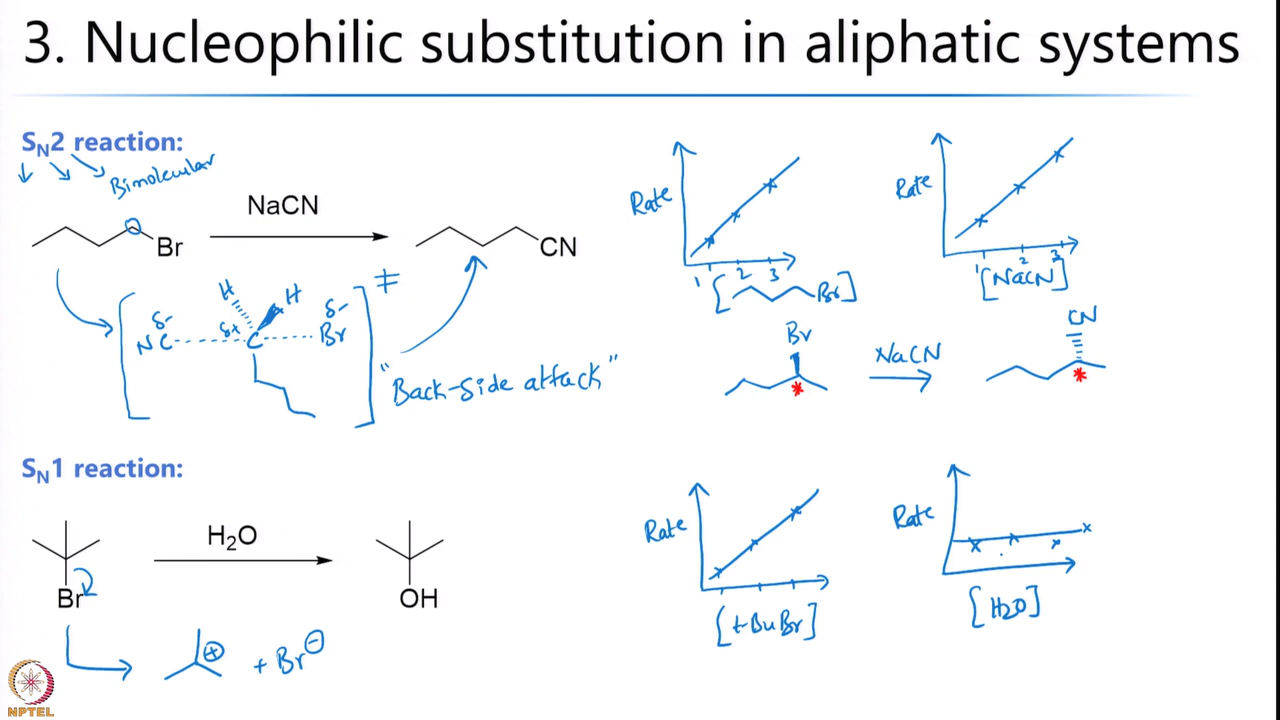 3. Nucleophilic substitution in aliphatic systems
SN2 reaction:
Bimolecular
NaCN
Br
CN
H
H
δ-
NC
δ+
C
δ-
Br
≠
"Back-side attack"
Rate
1 2 3
[Br]
Rate
1 2 3
[NaCN]
Br
*
NaCN
CN
*
SN1 reaction:
H2O
Br
OH
+
+ Br⊖
Rate
[t-BuBr]
Rate
[H2O]
NPTEL